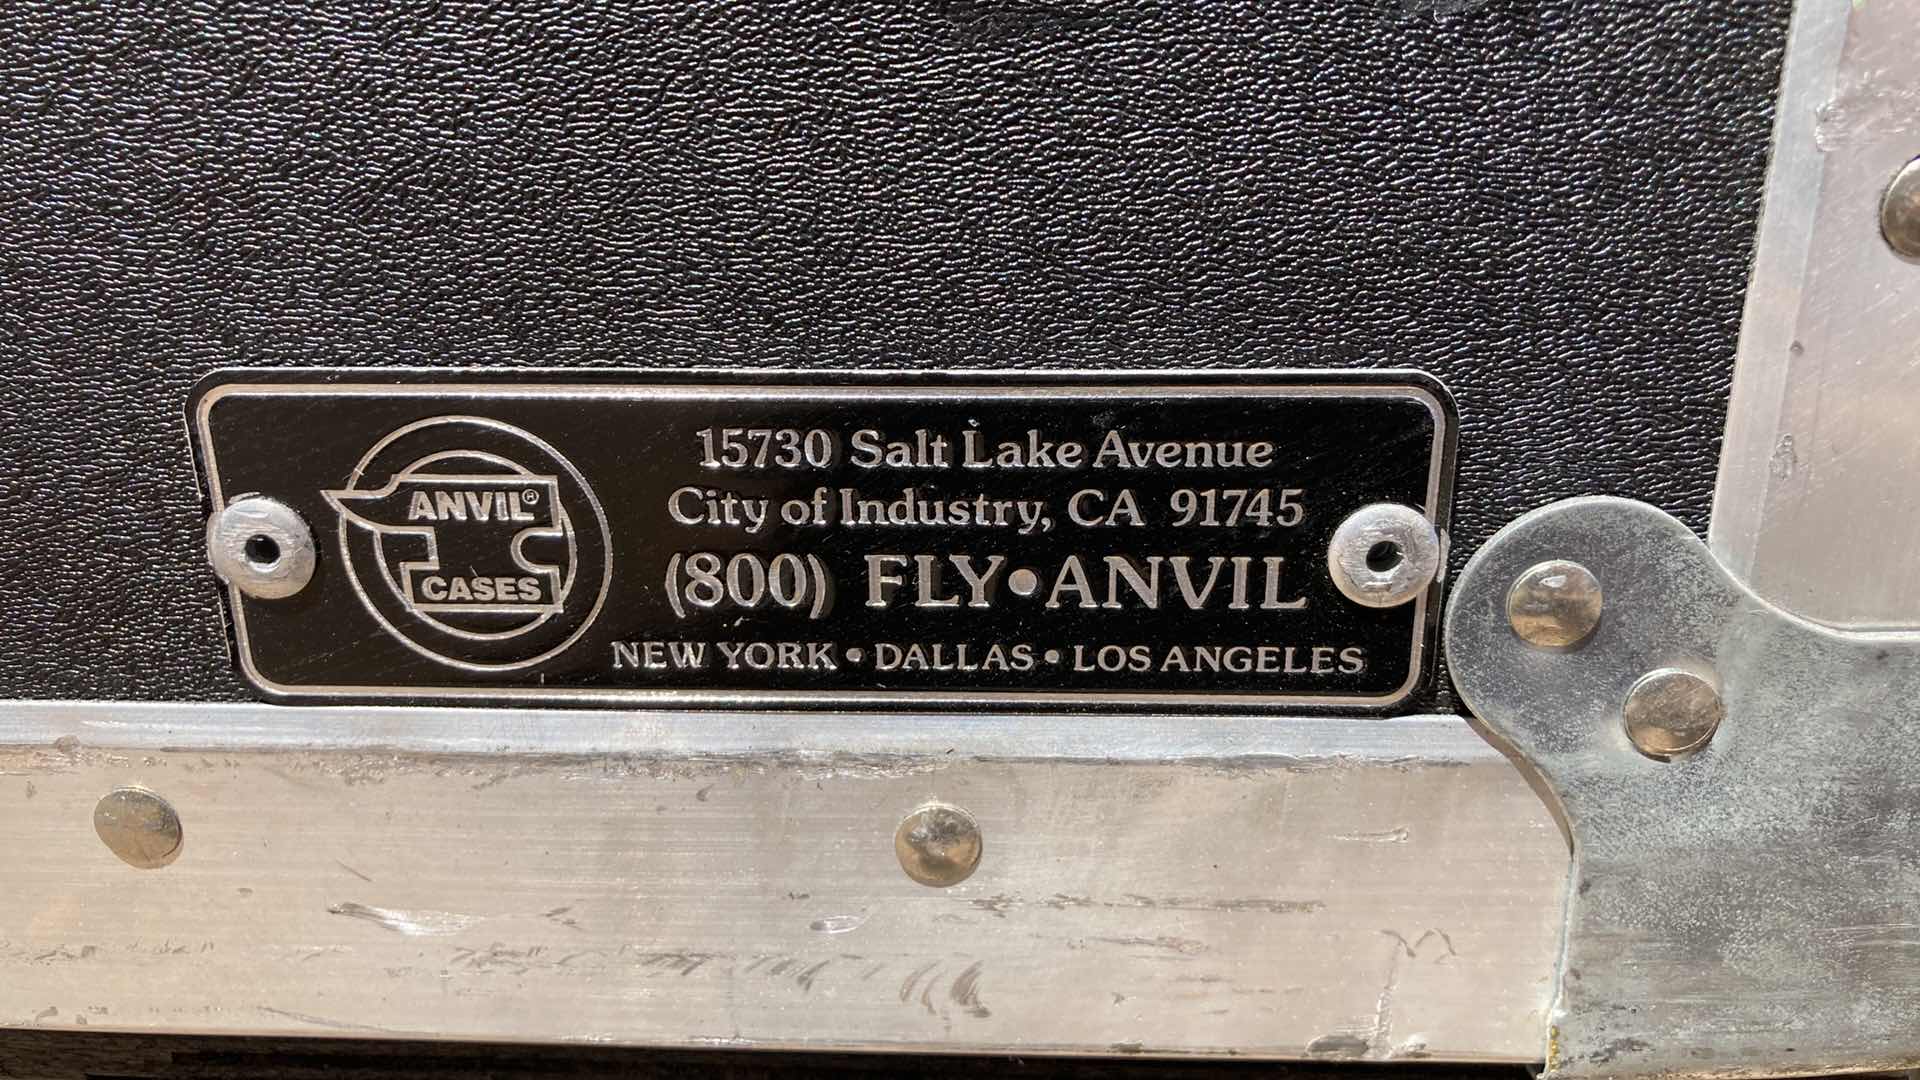 ANVIL®
CASES
15730 Salt Lake Avenue
City of Industry, CA 91745
(800) FLY•ANVIL
NEW YORK • DALLAS • LOS ANGELES